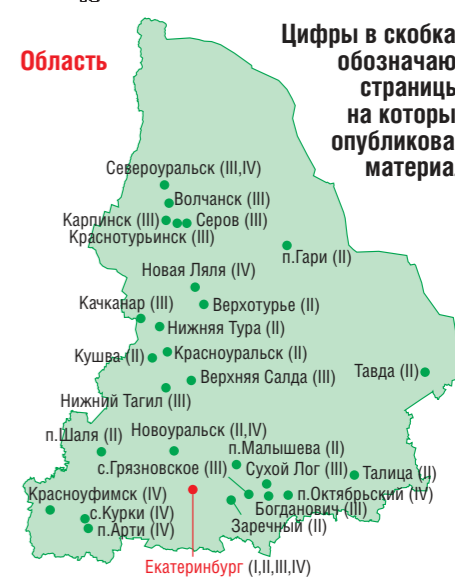 Область
Цифры в скобка
обозначаю
страниць
на которы
опубликова
материа
Североуральск (III,IV)
Волчанск (III)
Карпинск (III)
Серов (III)
Краснотурьинск (III)
п.Гари (II)
Новая Ляля (IV)
Качканар (III)
Верхотурье (II)
Нижняя Тура (II)
Кушва (II)
Красноуральск (II)
Верхняя Салда (III)
Тавда (II)
Нижний Тагил (III)
п.Шаля (II)
Новоуральск (II,IV)
п.Малышева (II)
с.Грязновское (III)
Сухой Лог (III)
Талица (II)
Красноуфимск (IV)
п.Октябрьский (IV)
с.Курки (IV)
Богданович (III)
п.Арти (IV)
Заречный (II)
Екатеринбург (I,II,III,IV)